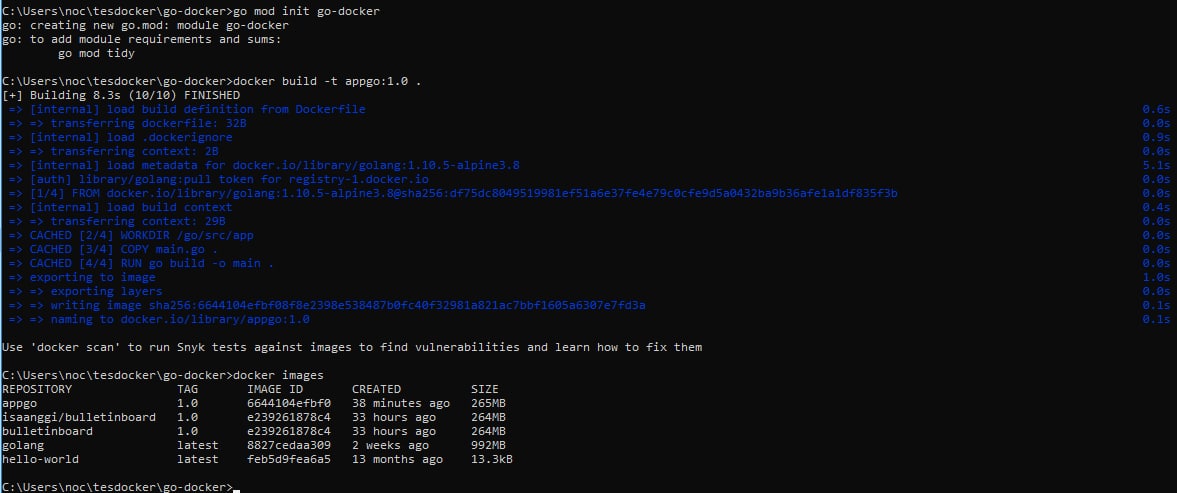 C:\Users\noc\tesdocker\go-docker>go mod init go-docker
go: creating new go.mod: module go-docker
go: to add module requirements and sums:
        go mod tidy
C:\Users\noc\tesdocker\go-docker>docker build -t appgo:1.0 .
[+] Building 8.3s (10/10) FINISHED
=> [internal] load build definition from Dockerfile 0.6s
=> => transferring dockerfile: 32B 0.0s
=> [internal] load .dockerignore 0.9s
=> => transferring context: 2B 0.0s
=> [internal] load metadata for docker.io/library/golang:1.10.5-alpine3.8 5.1s
=> [auth] library/golang:pull token for registry-1.docker.io 0.0s
=> [1/4] FROM docker.io/library/golang:1.10.5-alpine3.8@sha256:df75dc8049519981ef51a6e37fe4e79c0cfe9d5a0432ba9b36afe1a1df835f3b 0.0s
=> [internal] load build context 0.4s
=> => transferring context: 29B 0.0s
=> CACHED [2/4] WORKDIR /go/src/app 0.0s
=> CACHED [3/4] COPY main.go . 0.0s
=> CACHED [4/4] RUN go build -o main . 0.0s
=> exporting to image 1.0s
=> => exporting layers 0.0s
=> => writing image sha256:6644104efbf08f8e2398e538487b0fc40f32981a821ac7bbf1605a6307e7fd3a 0.1s
=> => naming to docker.io/library/appgo:1.0 0.1s
Use 'docker scan' to run Snyk tests against images to find vulnerabilities and learn how to fix them
C:\Users\noc\tesdocker\go-docker>docker images
REPOSITORY TAG IMAGE ID CREATED SIZE
appgo 1.0 6644104efbf0 38 minutes ago 265MB
isaanggi/bulletinboard 1.0 e239261878c4 33 hours ago 264MB
bulletinboard 1.0 e239261878c4 33 hours ago 264MB
golang latest 8827cedaa309 2 weeks ago 992MB
hello-world latest feb5d9fea6a5 13 months ago 13.3kB
C:\Users\noc\tesdocker\go-docker>